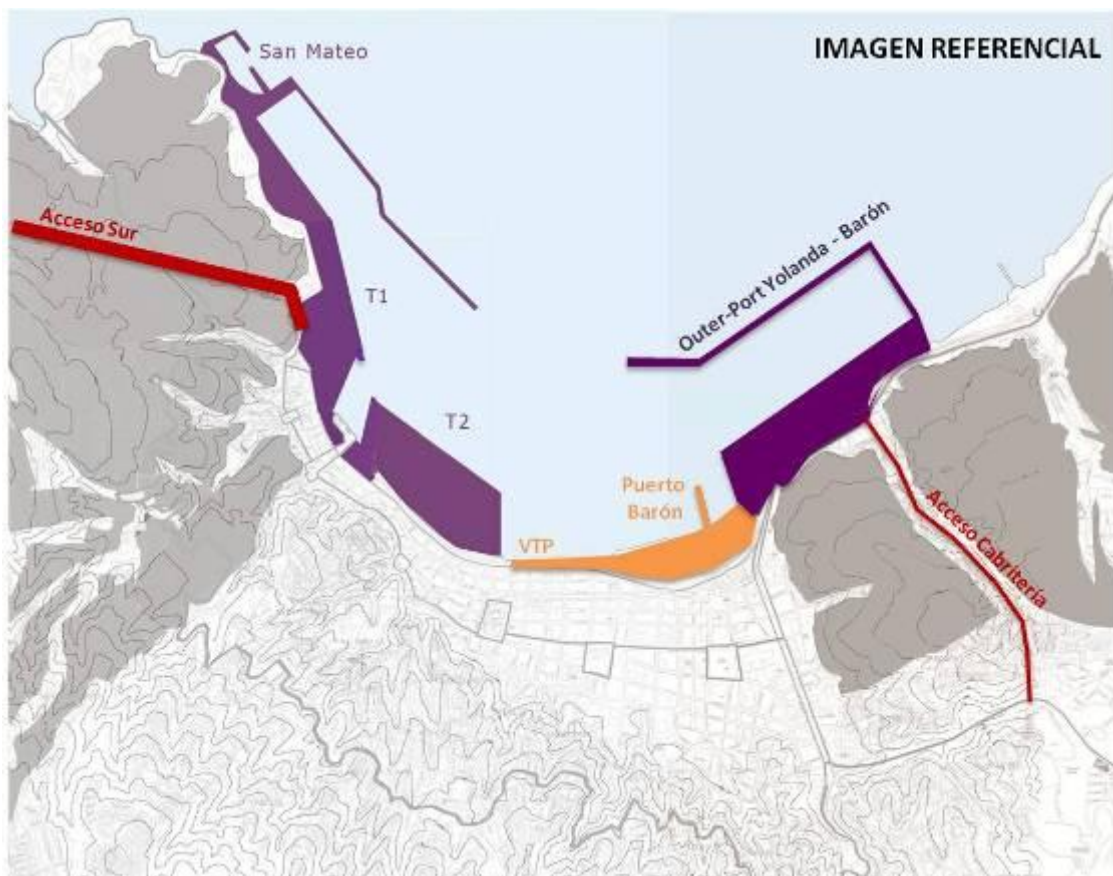 San Mateo
IMAGEN REFERENCIAL
Acceso Sur
T1
Outer-Port Yolanda - Barón
T2
Puerto
Barón
VTP
Acceso Cabritería